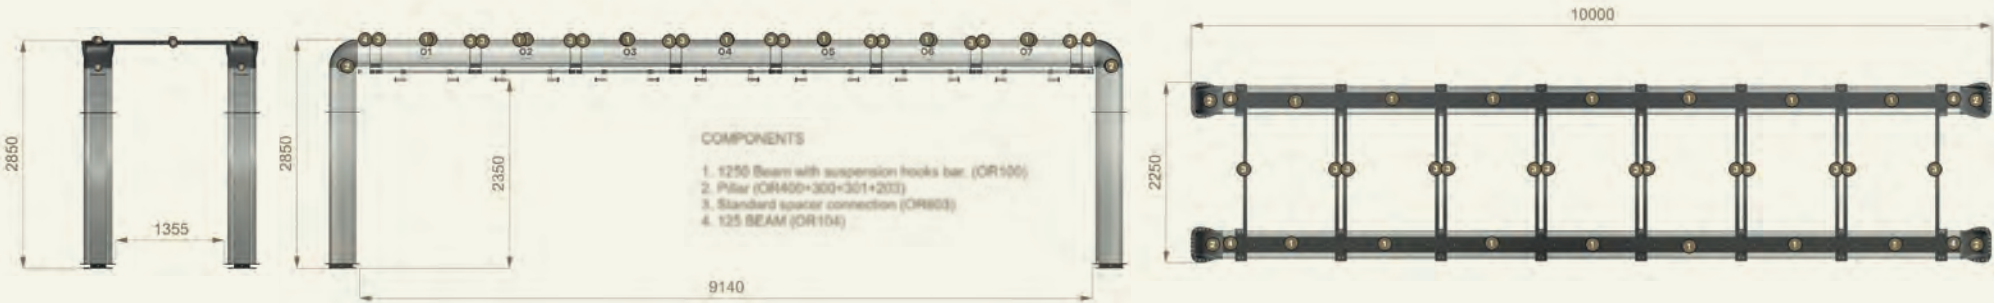 2850
1355
2850
01 02 03 04 05 06 07
2350
9140
COMPONENTS
1. 1250 Beam with suspension hooks bar. (OR100)
2. Pillar (OR400+300+301+203)
3. Standard spacer connection (OR603)
4. 125 BEAM (OR104)
10000
2250